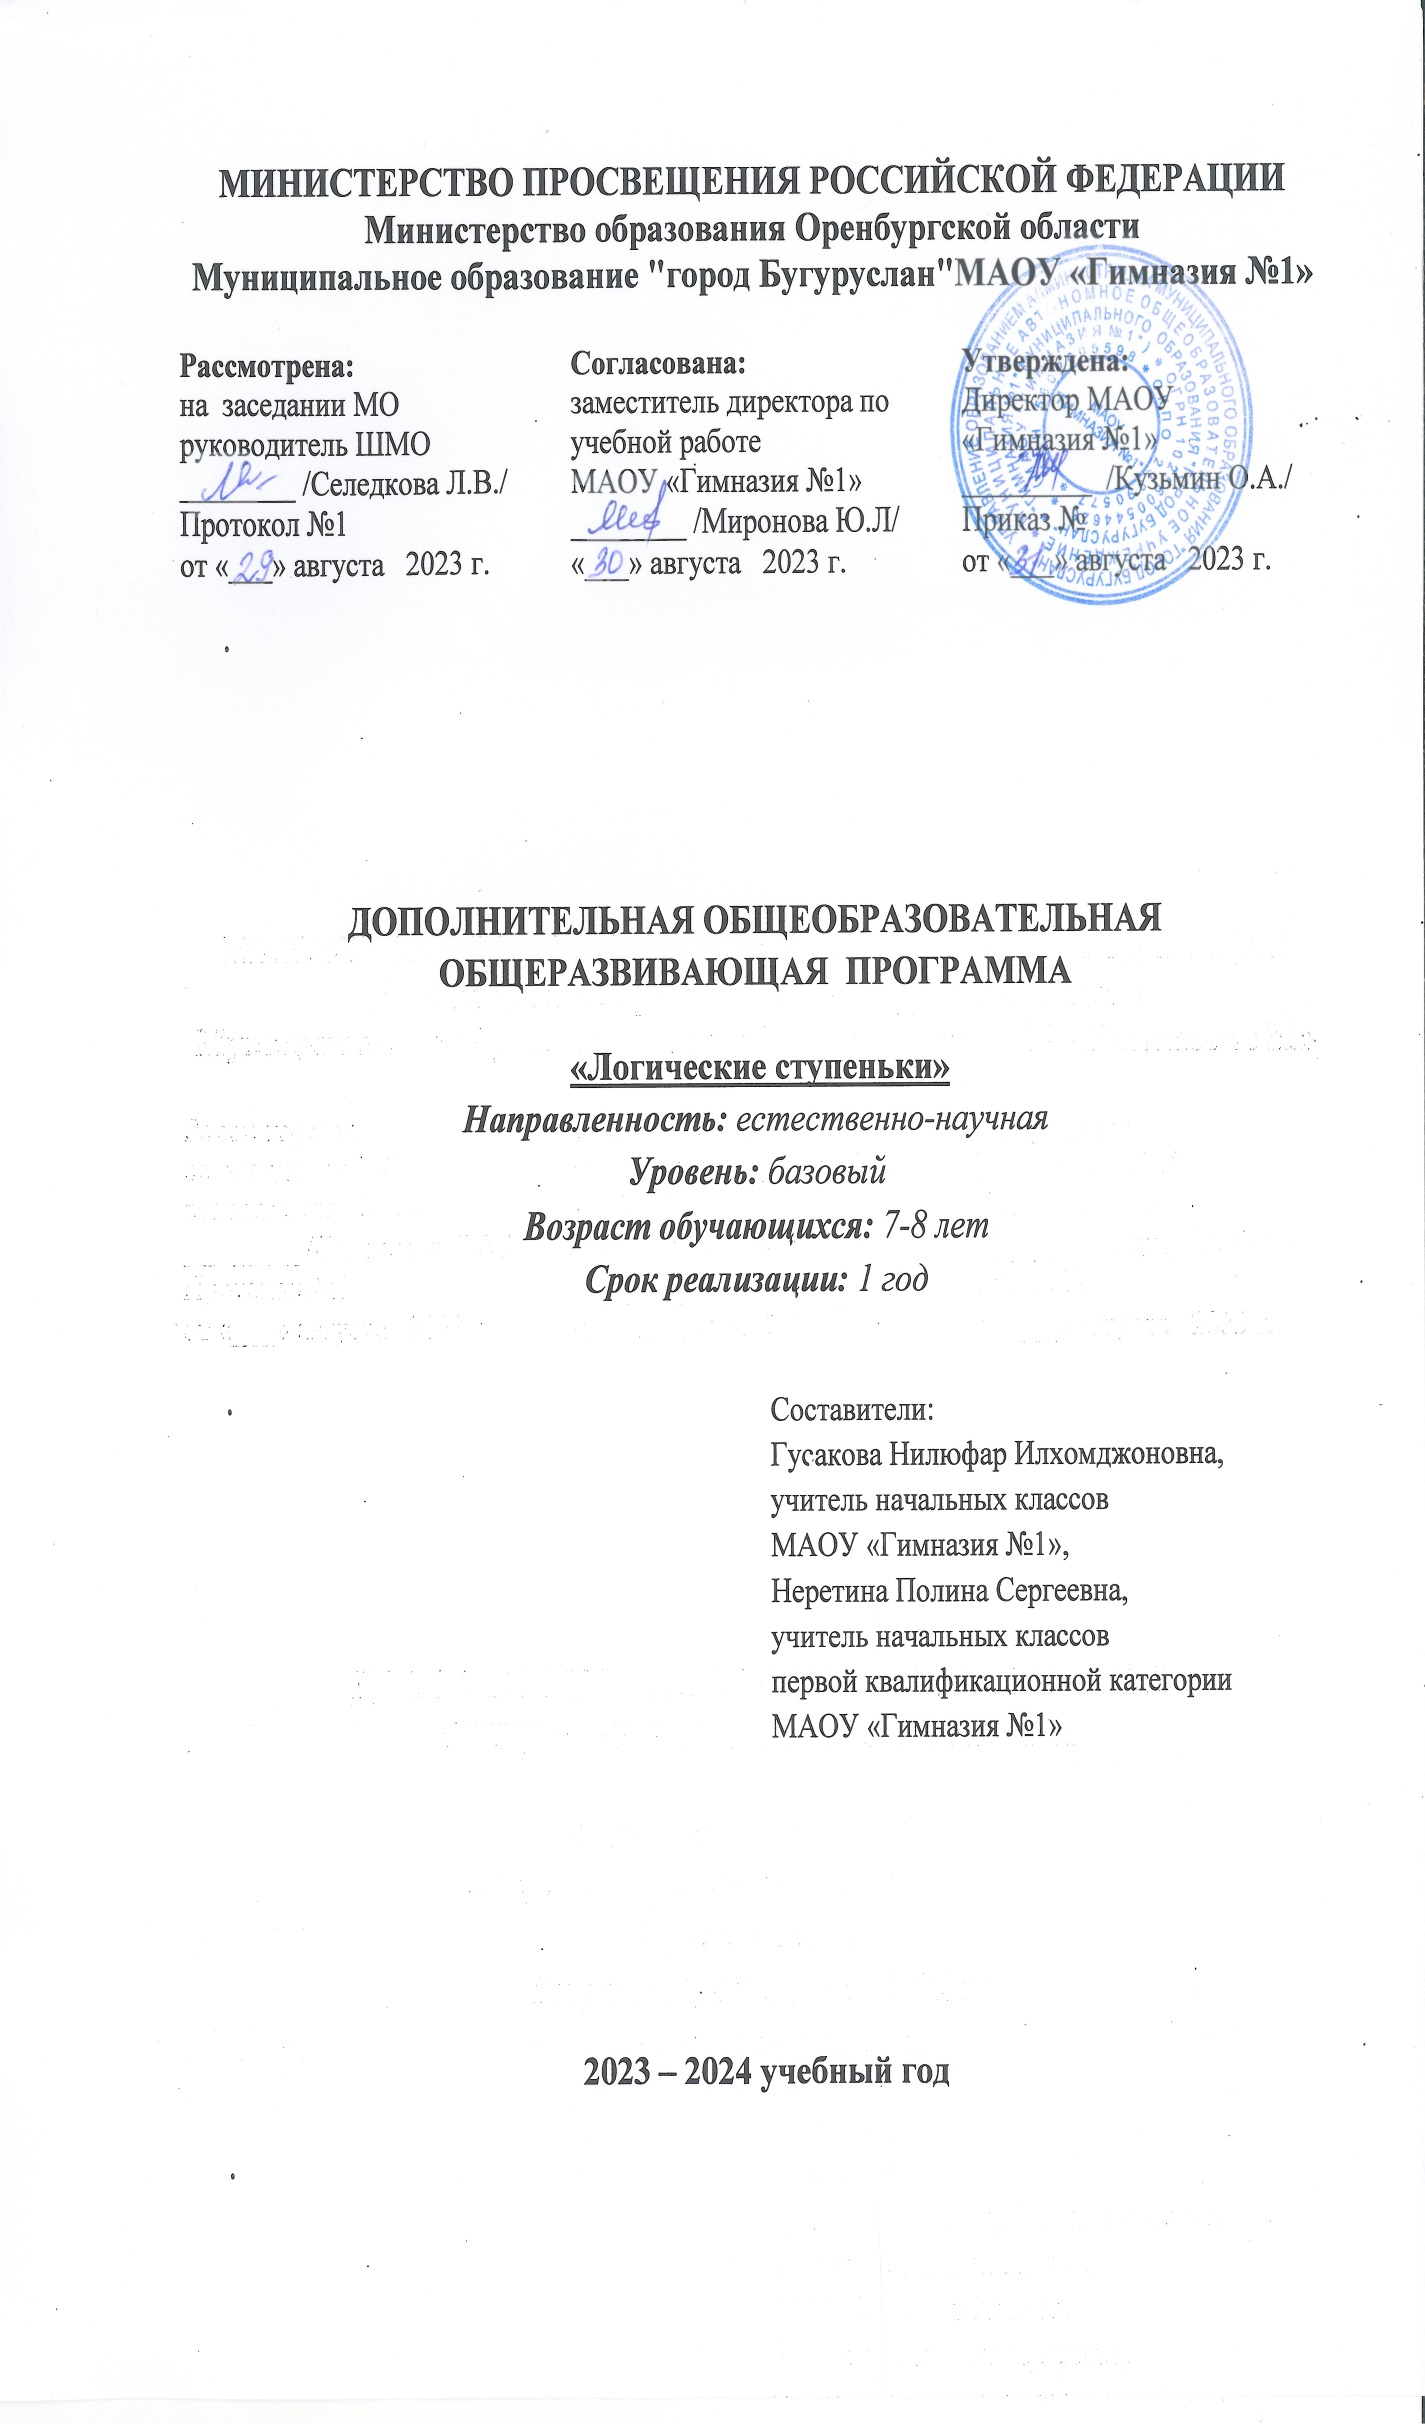 МИНИСТЕРСТВО ПРОСВЕЩЕНИЯ РОССИЙСКОЙ ФЕДЕРАЦИИ
Министерство образования Оренбургской области
Муниципальное образование "город Бугуруслан"МАОУ «Гимназия №1»
Рассмотрена:
на заседании МО
руководитель ШМО
/Селедкова Л.В./
Протокол №1
от «29» августа 2023 г.
Согласована:
заместитель директора по
учебной работе
МАОУ «Гимназия №1»
/Миронова Ю.Л/
«30» августа 2023 г.
Утверждена:
Директор МАОУ
«Гимназия №1»
/Кузьмин О.А./
Приказ №
от «31» августа 2023 г.
ДОПОЛНИТЕЛЬНАЯ ОБЩЕОБРАЗОВАТЕЛЬНАЯ
ОБЩЕРАЗВИВАЮЩАЯ ПРОГРАММА
«Логические ступеньки»
Направленность: естественно-научная
Уровень: базовый
Возраст обучающихся: 7-8 лет
Срок реализации: 1 год
Составители:
Гусакова Нилюфар Илхомджоновна,
учитель начальных классов
МАОУ «Гимназия №1»,
Неретина Полина Сергеевна,
учитель начальных классов
первой квалификационной категории
МАОУ «Гимназия №1»
2023 – 2024 учебный год